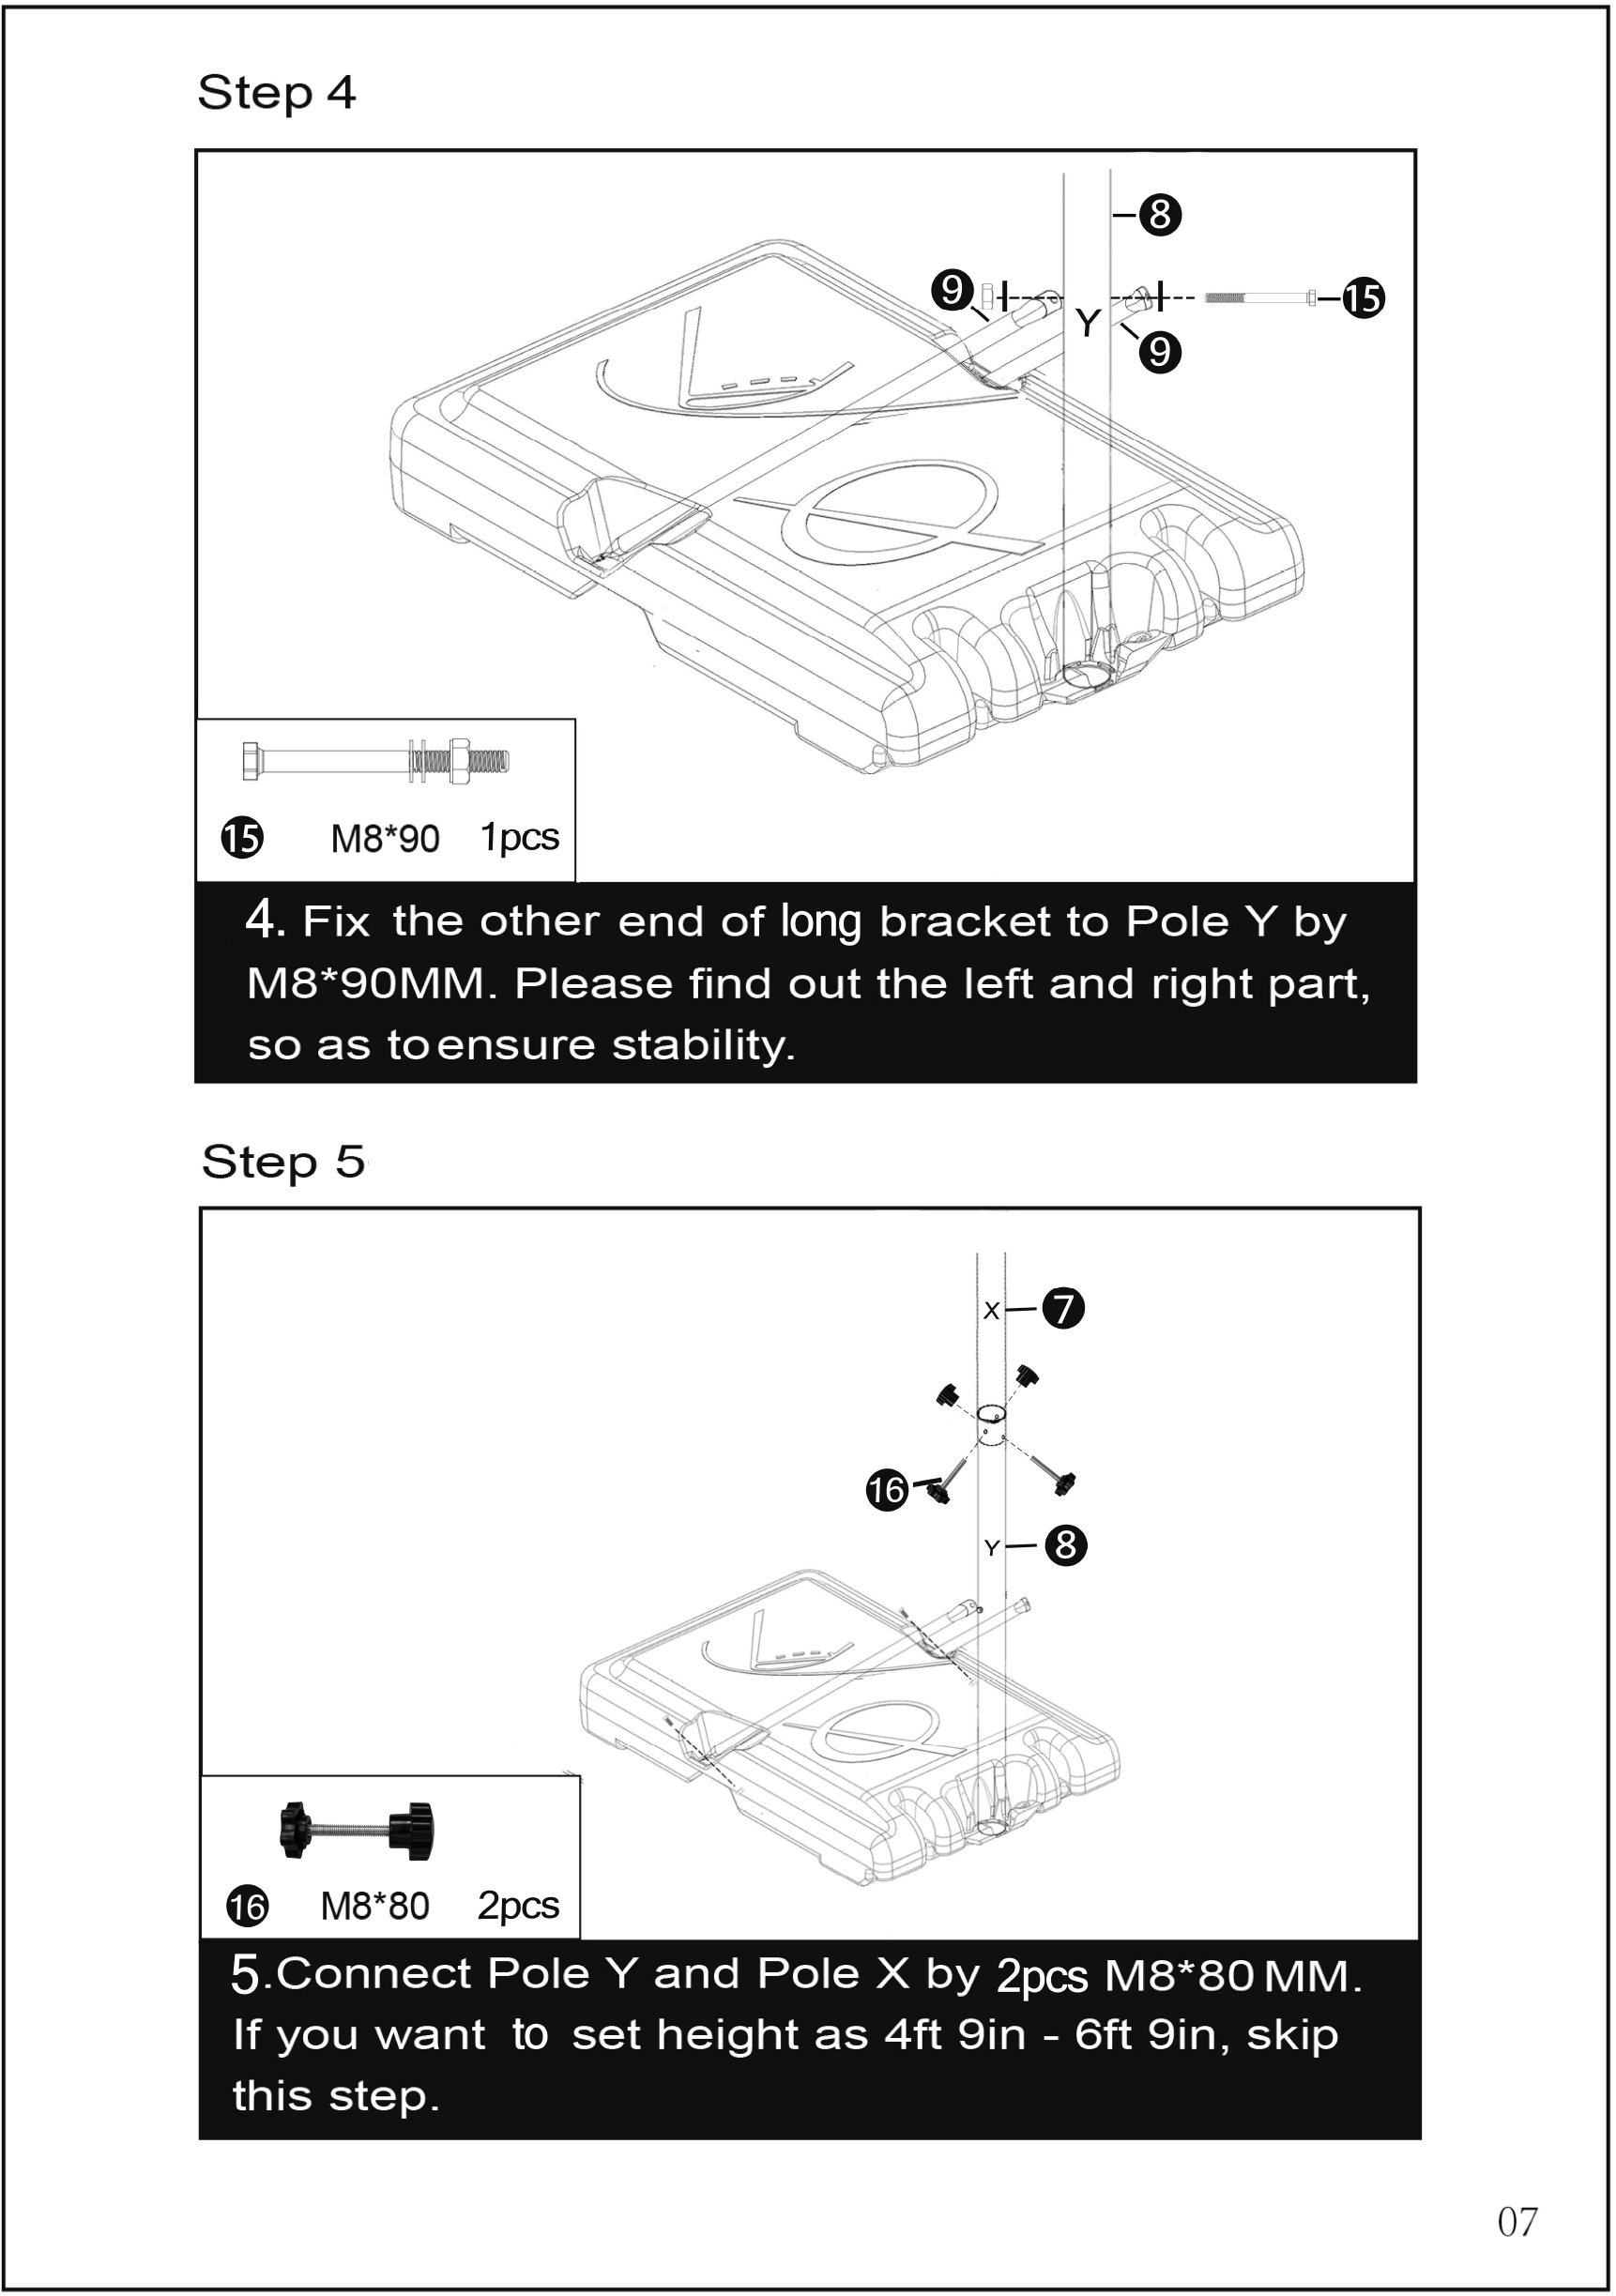 Step 4
8
9
15
Y
9
15 M8*90 1pcs
4. Fix the other end of long bracket to Pole Y by
M8*90MM. Please find out the left and right part,
so as to ensure stability.
Step 5
X 7
16
Y 8
16 M8*80 2pcs
5.Connect Pole Y and Pole X by 2pcs M8*80MM.
If you want to set height as 4ft 9in - 6ft 9in, skip
this step.
07